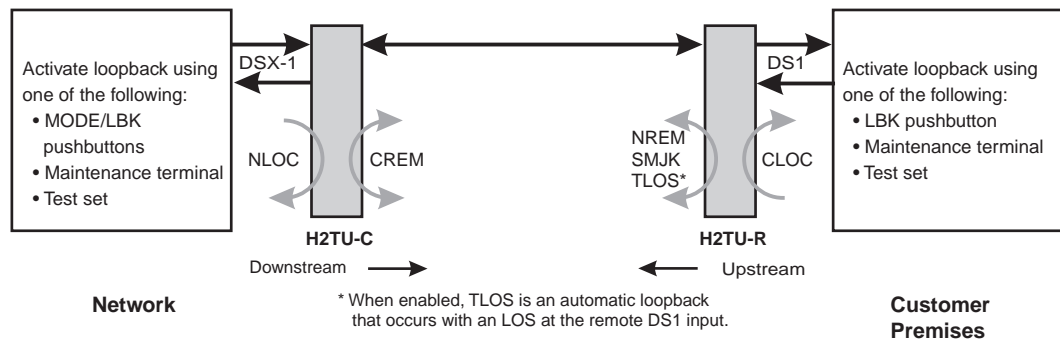 Activate loopback using
one of the following:
• MODE/LBK
pushbuttons
• Maintenance terminal
• Test set
DSX-1
NLOC
CREM
H2TU-C
Downstream
Network
NREM
SMJK
TLOS*
DS1
CLOC
H2TU-R
Upstream
Activate loopback using
one of the following:
• LBK pushbutton
• Maintenance terminal
• Test set
Customer
Premises
* When enabled, TLOS is an automatic loopback
that occurs with an LOS at the remote DS1 input.